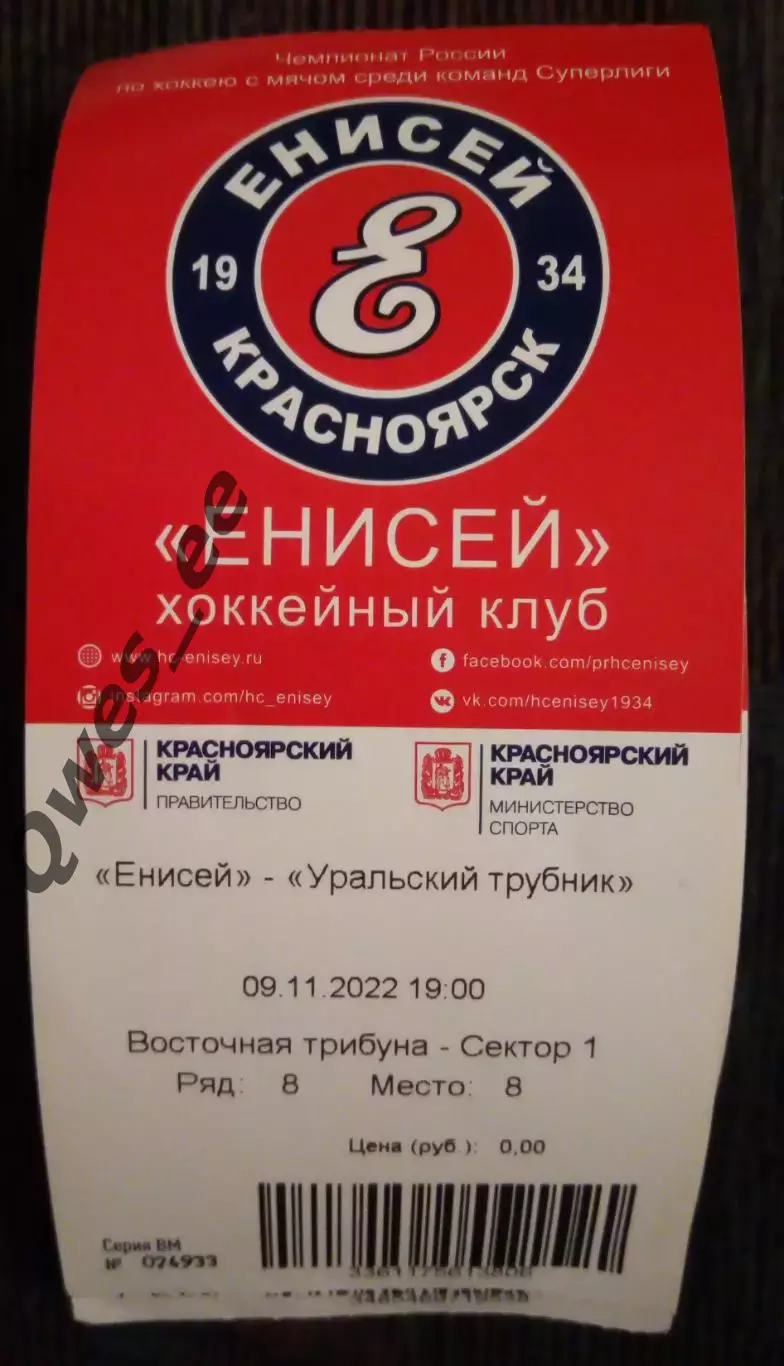 Чемпионат России
по хоккею с мячом среди команд Суперлиги
ЕНИСЕЙ
19 34
КРАСНОЯРСК
«ЕНИСЕЙ»
хоккейный клуб
www.hc-enisey.ru
facebook.com/prhcenisey
instagram.com/hc_enisey
vk.com/hcenisey1934
КРАСНОЯРСКИЙ
КРАЙ
ПРАВИТЕЛЬСТВО
КРАСНОЯРСКИЙ
КРАЙ
МИНИСТЕРСТВО
СПОРТА
«Енисей» - «Уральский трубник»
09.11.2022 19:00
Восточная трибуна - Сектор 1
Ряд: 8 Место: 8
Цена (руб.): 0,00
Серия ВМ
№ 024933
Qwes_ee